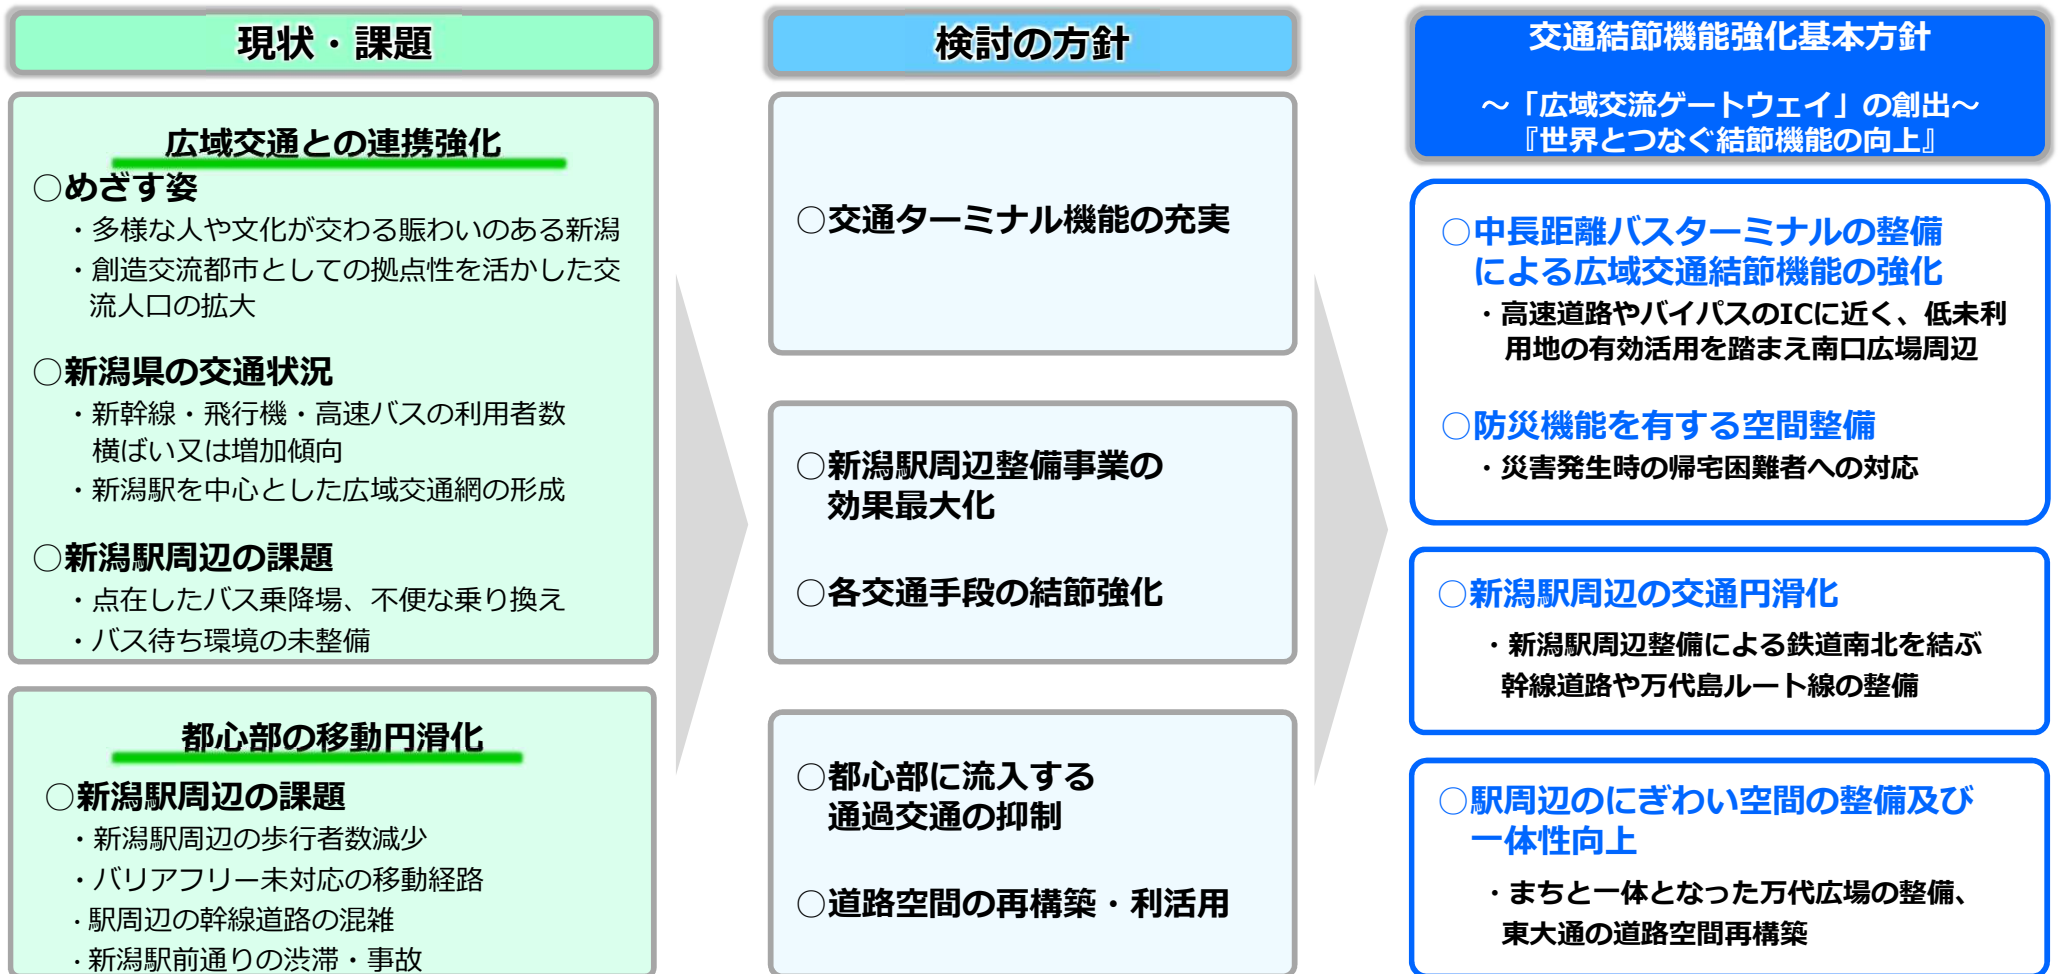 現状・課題
広域交通との連携強化
○めざす姿
・多様な人や文化が交わる賑わいのある新潟
・創造交流都市としての拠点性を活かした交
流人口の拡大
○新潟県の交通状況
・新幹線・飛行機・高速バスの利用者数
横ばい又は増加傾向
・新潟駅を中心とした広域交通網の形成
○新潟駅周辺の課題
・点在したバス乗降場、不便な乗り換え
・バス待ち環境の未整備
都心部の移動円滑化
○新潟駅周辺の課題
・新潟駅周辺の歩行者数減少
・バリアフリー未対応の移動経路
・駅周辺の幹線道路の混雑
・新潟駅前通りの渋滞・事故
検討の方針
○交通ターミナル機能の充実
○新潟駅周辺整備事業の
効果最大化
○各交通手段の結節強化
○都心部に流入する
通過交通の抑制
○道路空間の再構築・利活用
交通結節機能強化基本方針
～「広域交流ゲートウェイ」の創出～
『世界とつなぐ結節機能の向上』
○中長距離バスターミナルの整備
による広域交通結節機能の強化
・高速道路やバイパスのICに近く、低未利
用地の有効活用を踏まえ南口広場周辺
○防災機能を有する空間整備
・災害発生時の帰宅困難者への対応
○新潟駅周辺の交通円滑化
・新潟駅周辺整備による鉄道南北を結ぶ
幹線道路や万代島ルート線の整備
○駅周辺のにぎわい空間の整備及び
一体性向上
・まちと一体となった万代広場の整備、
東大通の道路空間再構築